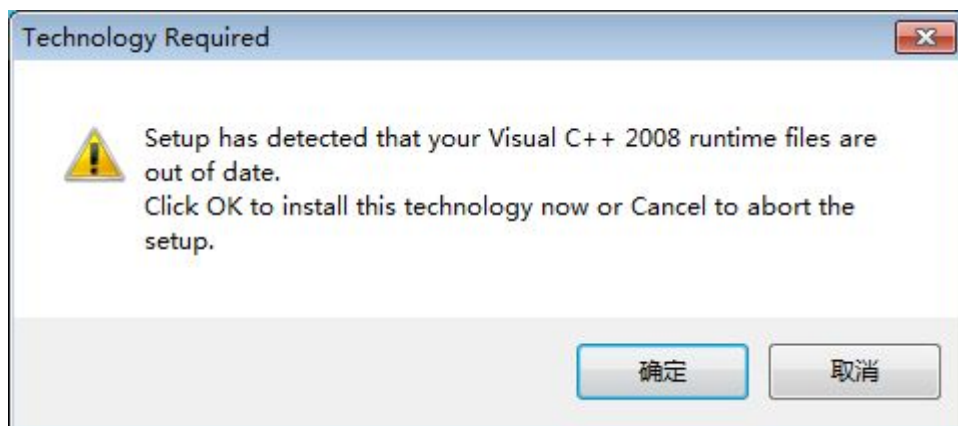 Technology Required
Setup has detected that your Visual C++ 2008 runtime files are
out of date.
Click OK to install this technology now or Cancel to abort the
setup.
确定
取消